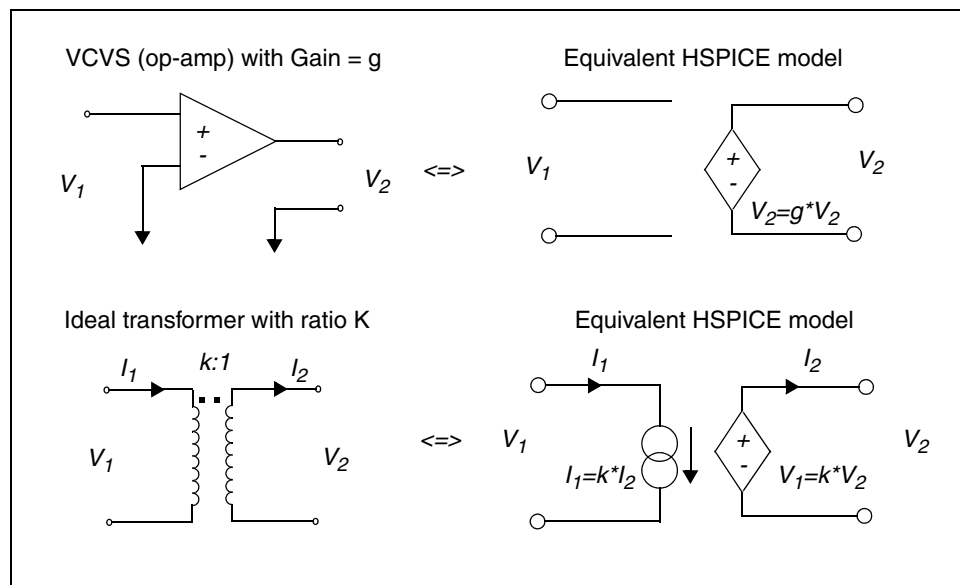 VCVS (op-amp) with Gain = g
Equivalent HSPICE model
+
-
V1
V2
<=>
V1
+
-
V2
V2=g*V2
Ideal transformer with ratio K
Equivalent HSPICE model
I1
k:1
I2
V1
V2
<=>
I1
I2
V1
I1=k*I2
+
-
V1=k*V2
V2